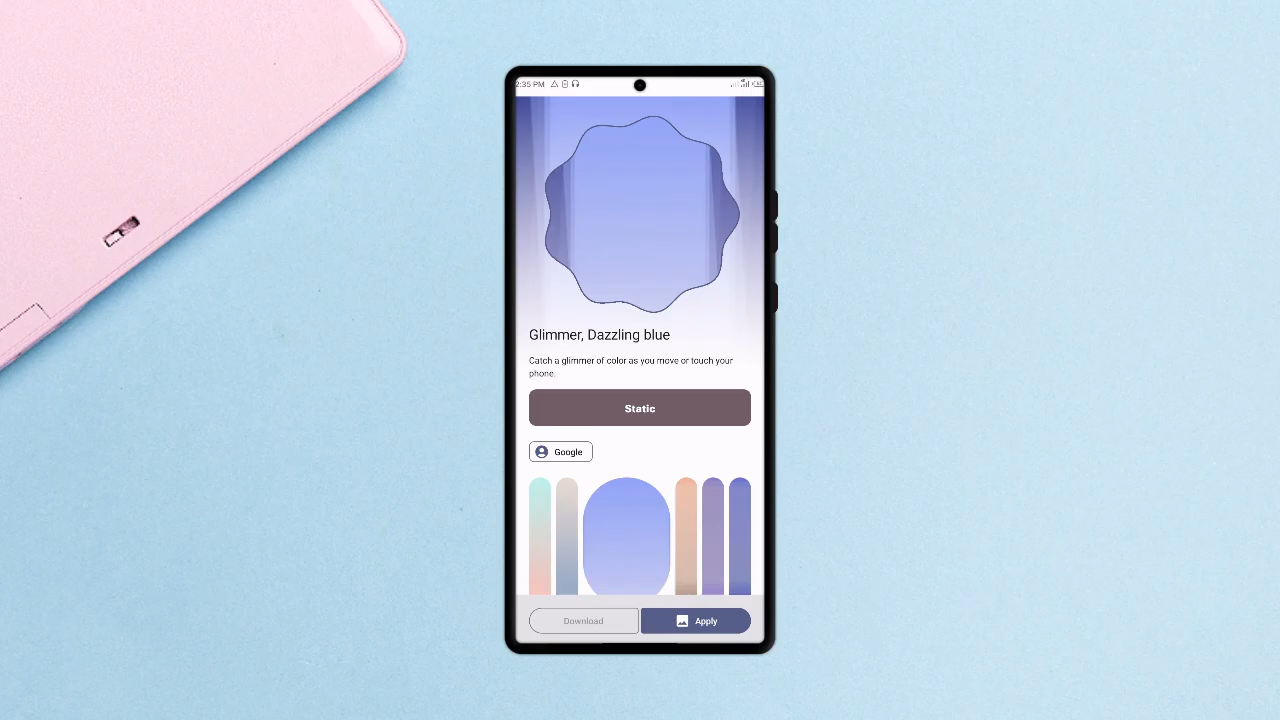 2:35 PM
Glimmer, Dazzling blue
Catch a glimmer of color as you move or touch your
phone.
Static
Google
Download
Apply